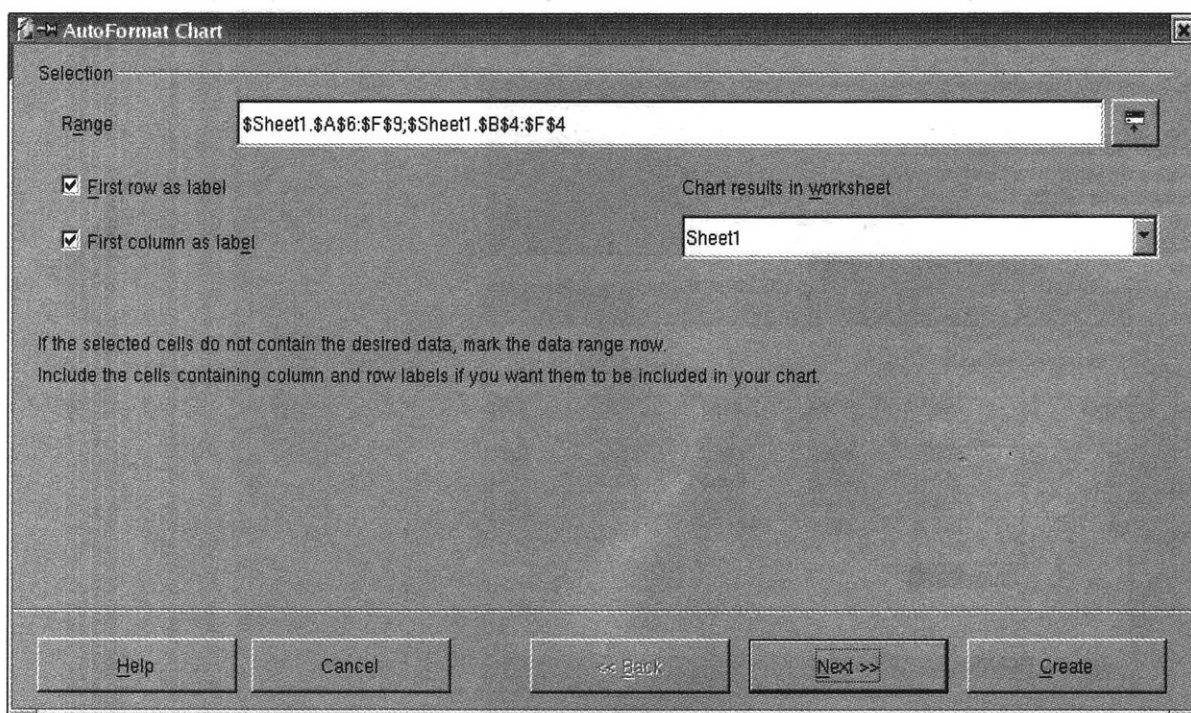 AutoFormat Chart
Selection
Range
$Sheet1.$A$6:$F$9;$Sheet1.$B$4:$F$4
First row as label
Chart results in worksheet
First column as label
Sheet1
If the selected cells do not contain the desired data, mark the data range now.
Include the cells containing column and row labels if you want them to be included in your chart.
Help
Cancel
<< Back
Next >>
Create